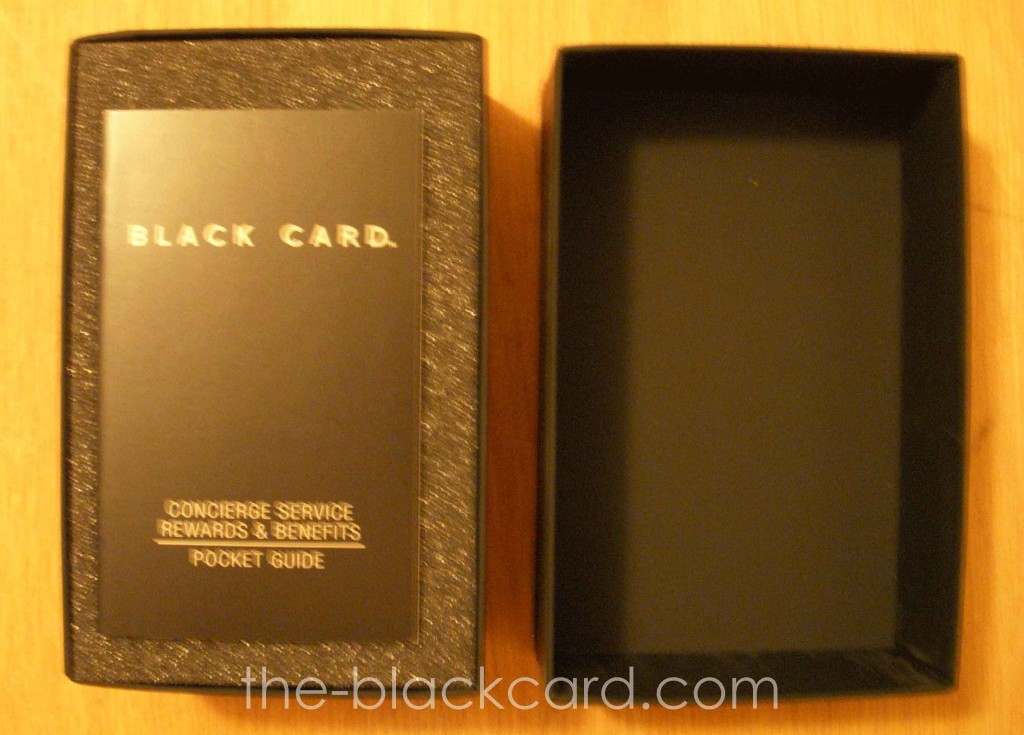 BLACK CARD.
CONCIERGE SERVICE
REWARDS & BENEFITS
POCKET GUIDE
the-blackcard.com